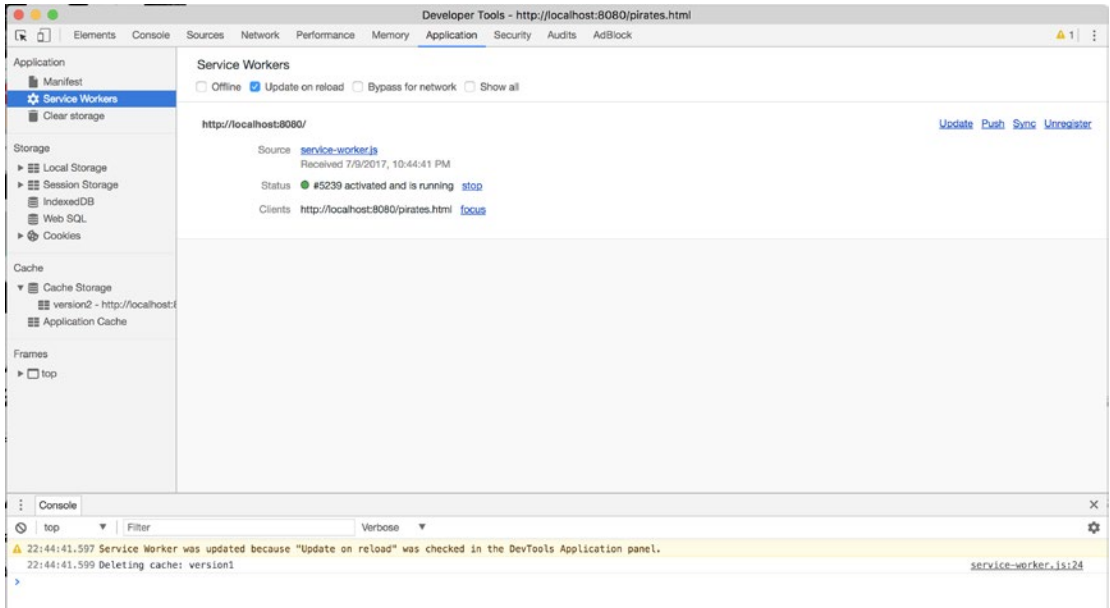 Developer Tools - http://localhost:8080/pirates.html
Elements Console Sources Network Performance Memory Application Security Audits AdBlock 1
Application
Manifest
Service Workers
Clear storage
Storage
Local Storage
Session Storage
IndexedDB
Web SQL
Cookies
Cache
Cache Storage
version2 - http://localhost:8
Application Cache
Frames
top
Service Workers
Offline Update on reload Bypass for network Show all
http://localhost:8080/ Update Push Sync Unregister
Source service-worker.js
Received 7/9/2017, 10:44:41 PM
Status #5239 activated and is running stop
Clients http://localhost:8080/pirates.html focus
Console
top Filter Verbose
22:44:41.597 Service Worker was updated because "Update on reload" was checked in the DevTools Application panel.
22:44:41.599 Deleting cache: version1 service-worker.js:24